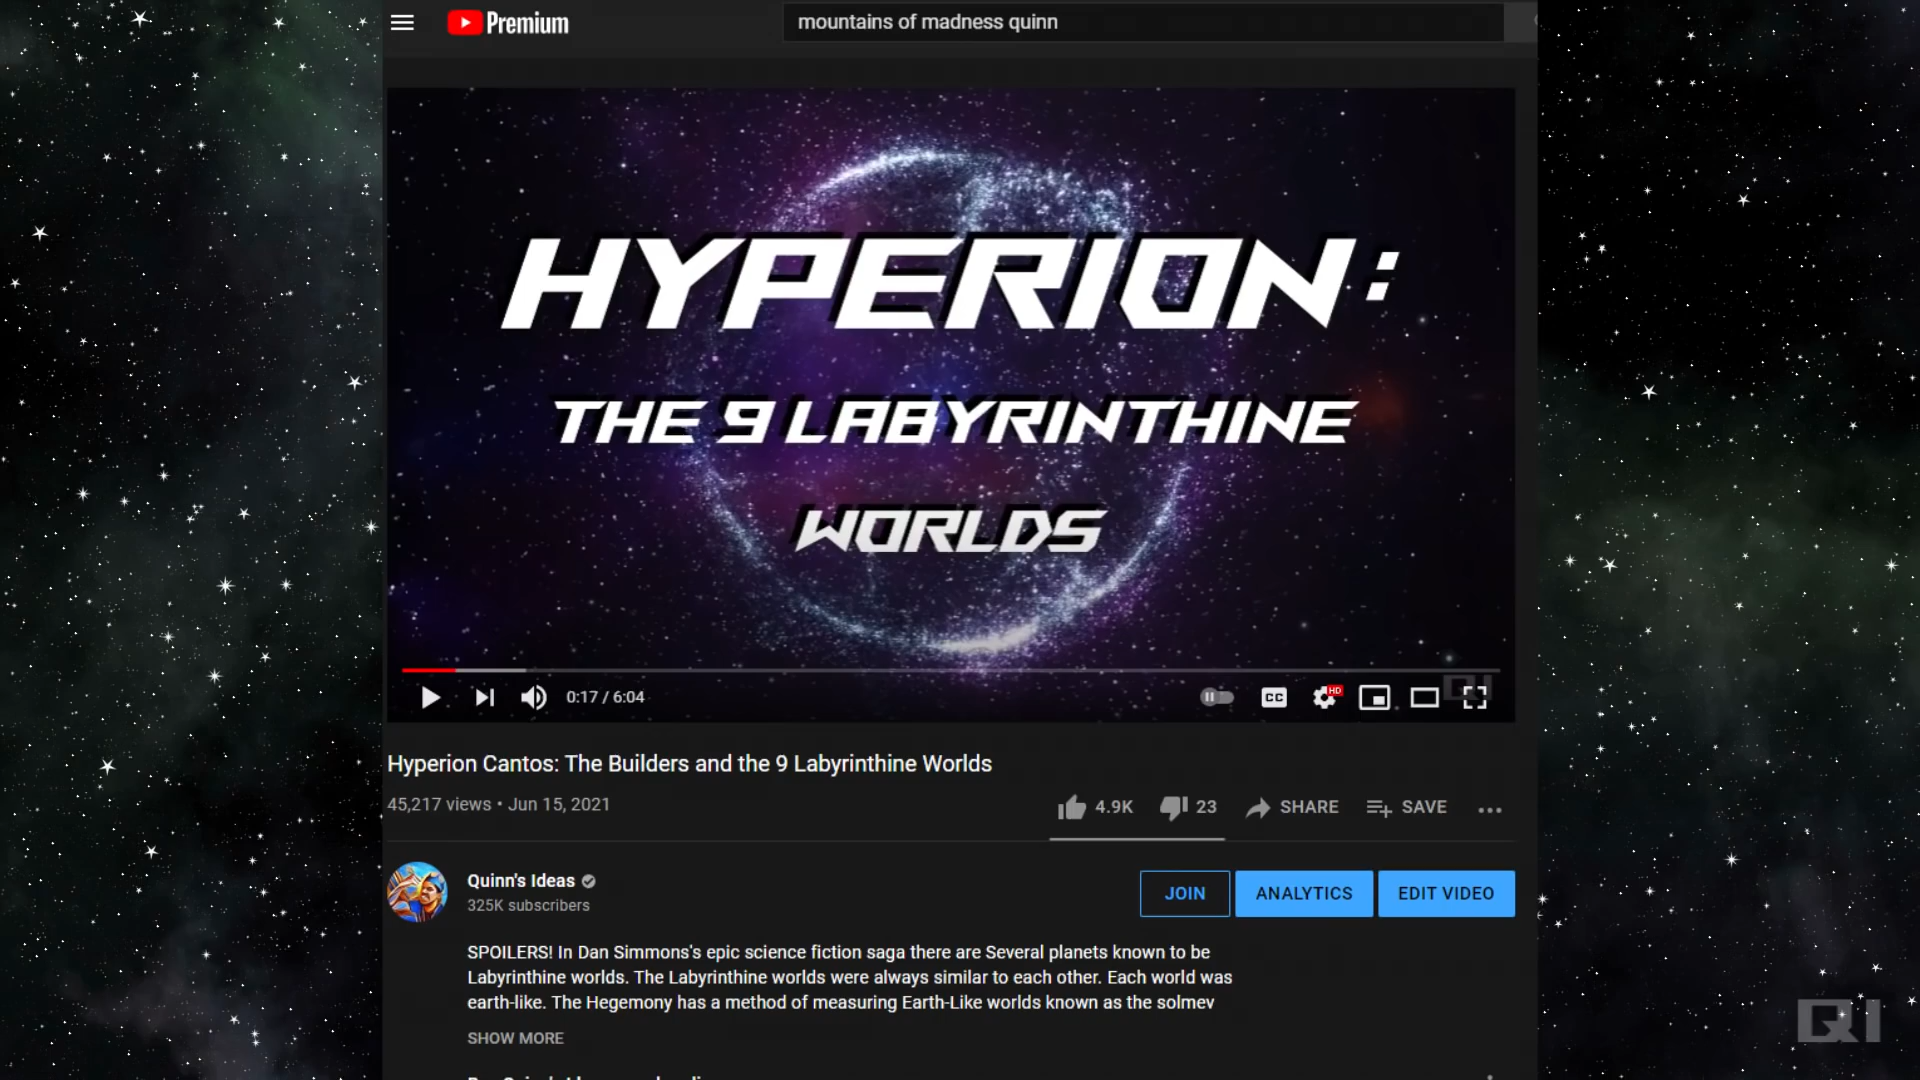 Premium
mountains of madness quinn
HYPERION:
THE 9 LABYRINTHINE
WORLDS
0:17 / 6:04
CC
HD
QI
Hyperion Cantos: The Builders and the 9 Labyrinthine Worlds
45,217 views • Jun 15, 2021
4.9K
23
SHARE
SAVE
Quinn's Ideas
325K subscribers
JOIN
ANALYTICS
EDIT VIDEO
SPOILERS! In Dan Simmons's epic science fiction saga there are Several planets known to be
Labyrinthine worlds. The Labyrinthine worlds were always similar to each other. Each world was
earth-like. The Hegemony has a method of measuring Earth-Like worlds known as the solmev
SHOW MORE
QI